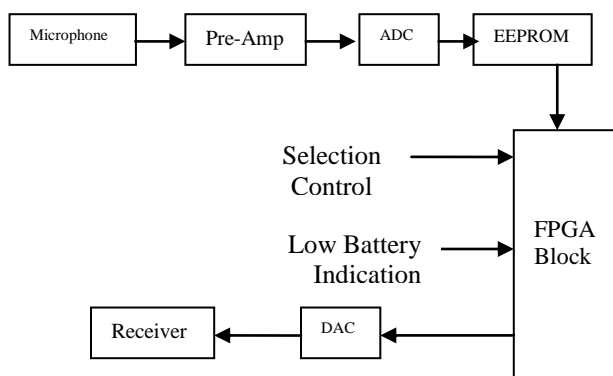 Microphone
Pre-Amp
ADC
EEPROM
Selection
Control
FPGA
Block
Low Battery
Indication
Receiver
DAC